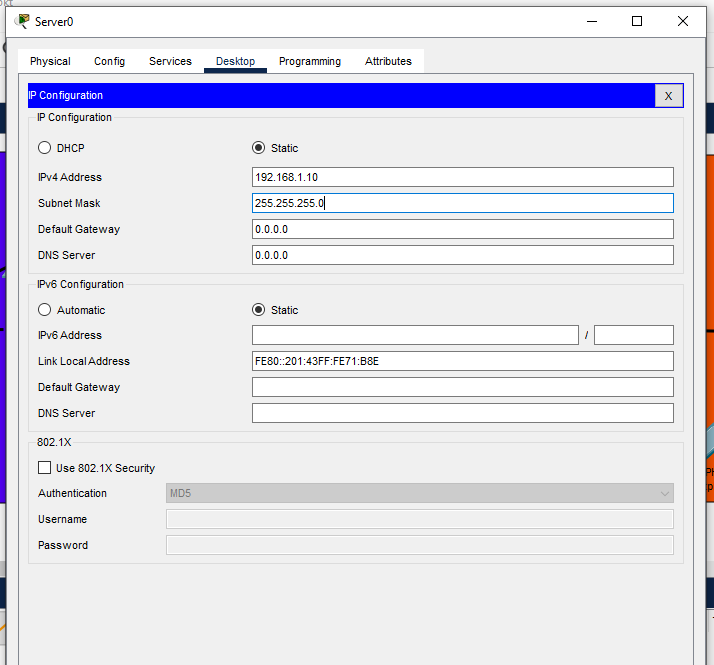 Server0
Physical Config Services Desktop Programming Attributes
IP Configuration X
IP Configuration
DHCP Static
IPv4 Address 192.168.1.10
Subnet Mask 255.255.255.0
Default Gateway 0.0.0.0
DNS Server 0.0.0.0
IPv6 Configuration
Automatic Static
IPv6 Address /
Link Local Address FE80::201:43FF:FE71:B8E
Default Gateway
DNS Server
802.1X
Use 802.1X Security
Authentication MD5
Username
Password